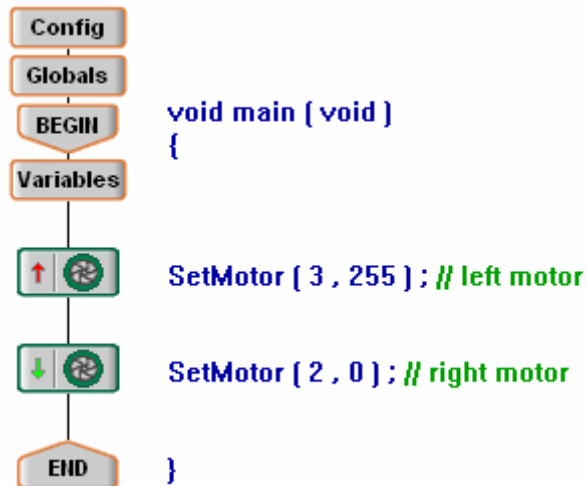 Config
Globals
BEGIN
void main ( void )
{
Variables
SetMotor ( 3 , 255 ) ; // left motor
SetMotor ( 2 , 0 ) ; // right motor
END
}